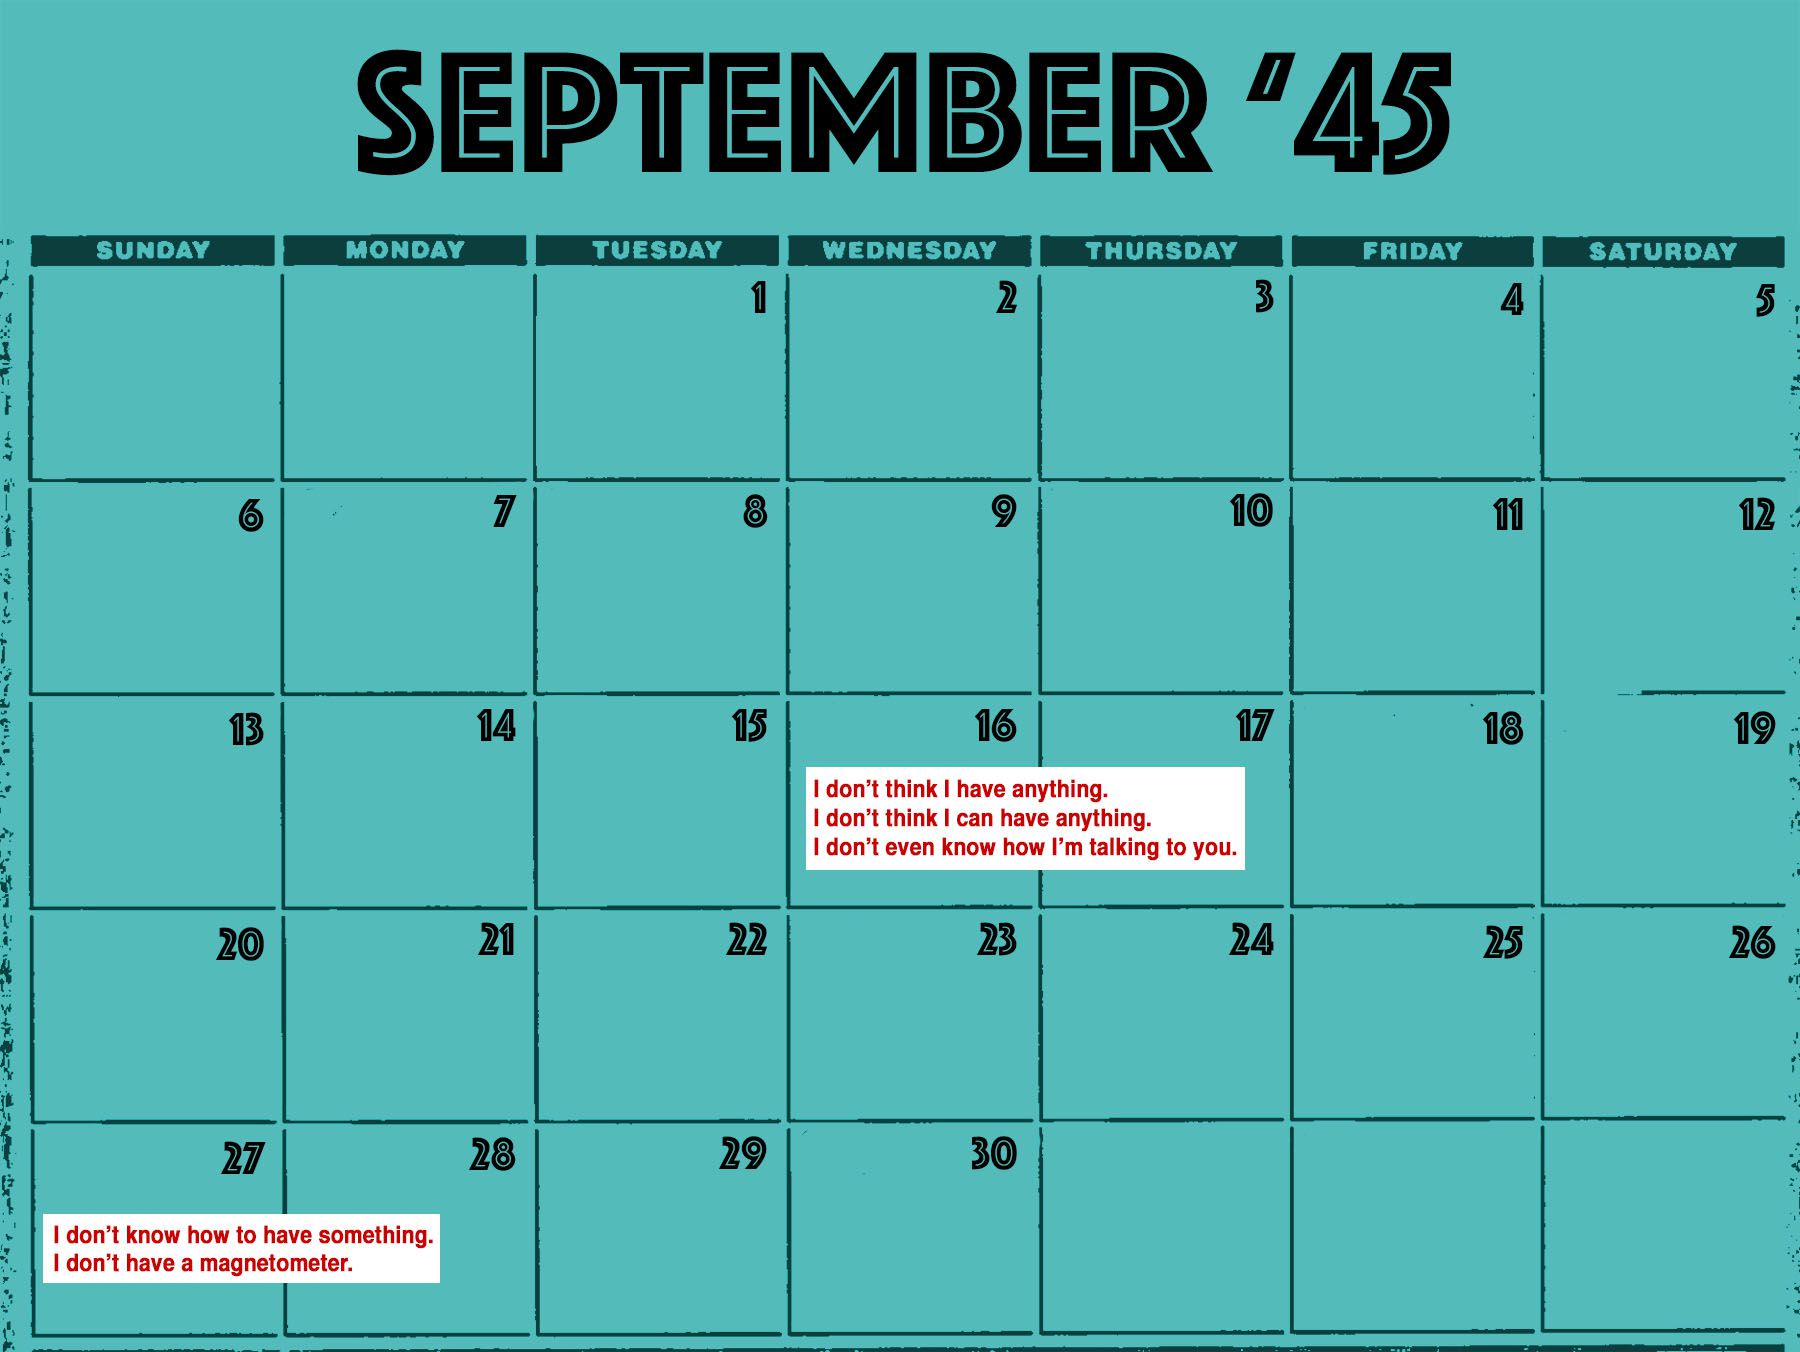 SEPTEMBER '45
SUNDAY MONDAY TUESDAY WEDNESDAY THURSDAY FRIDAY SATURDAY
1 2 3 4 5
6 7 8 9 10 11 12
13 14 15 16 17 18 19
I don’t think I have anything.
I don’t think I can have anything.
I don’t even know how I’m talking to you.
20 21 22 23 24 25 26
27 28 29 30
I don’t know how to have something.
I don’t have a magnetometer.